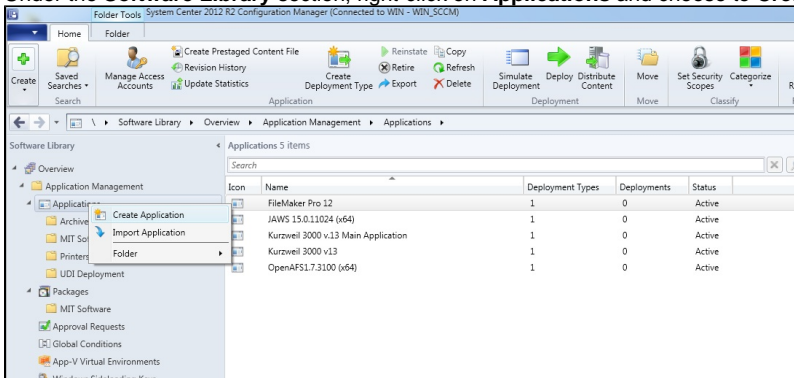 Under the Software Library section, right-click on Applications and choose to
Folder Tools System Center 2012 R2 Configuration Manager (Connected to WIN - WIN_SCCM)
Home Folder
Create
Saved Searches
Search
Manage Access Accounts
Create Prestaged Content File
Revision History
Update Statistics
Create Deployment Type
Reinstate
Retire
Export
Copy
Refresh
Delete
Application
Simulate Deployment
Deploy
Distribute Content
Deployment
Move
Move
Set Security Scopes
Categorize
Classify
\ Software Library Overview Application Management Applications
Software Library
Overview
Application Management
Applications
Archive
MIT
Printers
UDI Deployment
Packages
MIT Software
Approval Requests
Global Conditions
App-V Virtual Environments
Windows Sideloading Keys
Create Application
Import Application
Folder
Applications 5 items
Search
Icon Name Deployment Types Deployments Status
FileMaker Pro 12 1 0 Active
JAWS 15.0.11024 (x64) 1 0 Active
Kurzweil 3000 v.13 Main Application 1 0 Active
Kurzweil 3000 v13 1 0 Active
OpenAFS1.7.3100 (x64) 1 0 Active